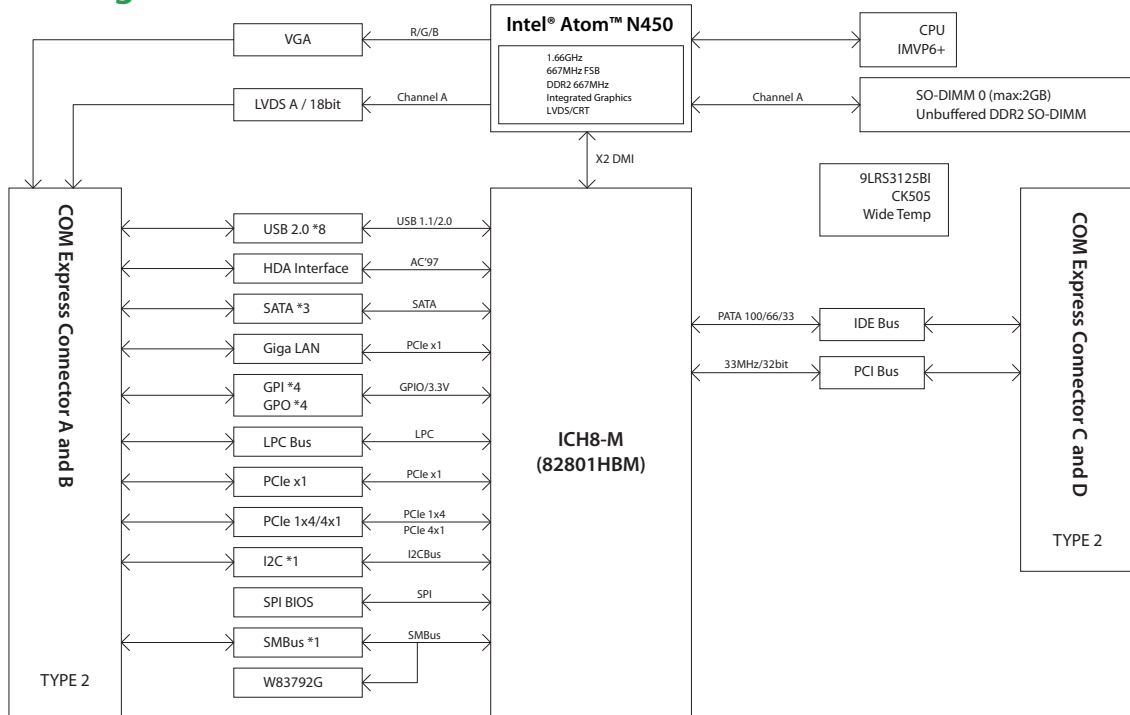 VGA
R/G/B
Intel® Atom™ N450
1.66GHz
667MHz FSB
DDR2 667MHz
Integrated Graphics
LVDS/CRT
CPU
IMVP6+
LVDS A / 18bit
Channel A
Channel A
SO-DIMM 0 (max:2GB)
Unbuffered DDR2 SO-DIMM
X2 DMI
9LRS3125BI
CK505
Wide Temp
COM Express Connector A and B
TYPE 2
USB 2.0 *8
USB 1.1/2.0
HDA Interface
AC'97
SATA *3
SATA
Giga LAN
PCIe x1
GPI *4
GPO *4
GPIO/3.3V
LPC Bus
LPC
PCIe x1
PCIe x1
PCIe 1x4/4x1
PCIe 1x4
PCIe 4x1
I2C *1
I2CBus
SPI BIOS
SPI
SMBus *1
SMBus
W83792G
ICH8-M
(82801HBM)
PATA 100/66/33
IDE Bus
33MHz/32bit
PCI Bus
COM Express Connector C and D
TYPE 2